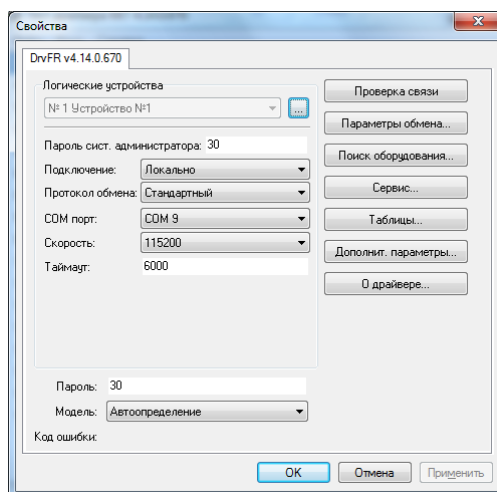 Свойства
DrvFR v4.14.0.670
Логические устройства
№ 1 Устройство №1
...
Пароль сист. администратора: 30
Подключение: Локально
Протокол обмена: Стандартный
COM порт: COM 9
Скорость: 115200
Таймаут: 6000
Проверка связи
Параметры обмена...
Поиск оборудования...
Сервис...
Таблицы...
Дополнит. параметры...
О драйвере...
Пароль: 30
Модель: Автоопределение
Код ошибки:
OK Отмена Применить